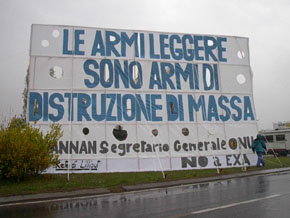 LE ARMI LEGGERE
SONO ARMI DI
DISTRUZIONE DI MASSA
ANNAN Segretario Generale ONU
NO A EXA